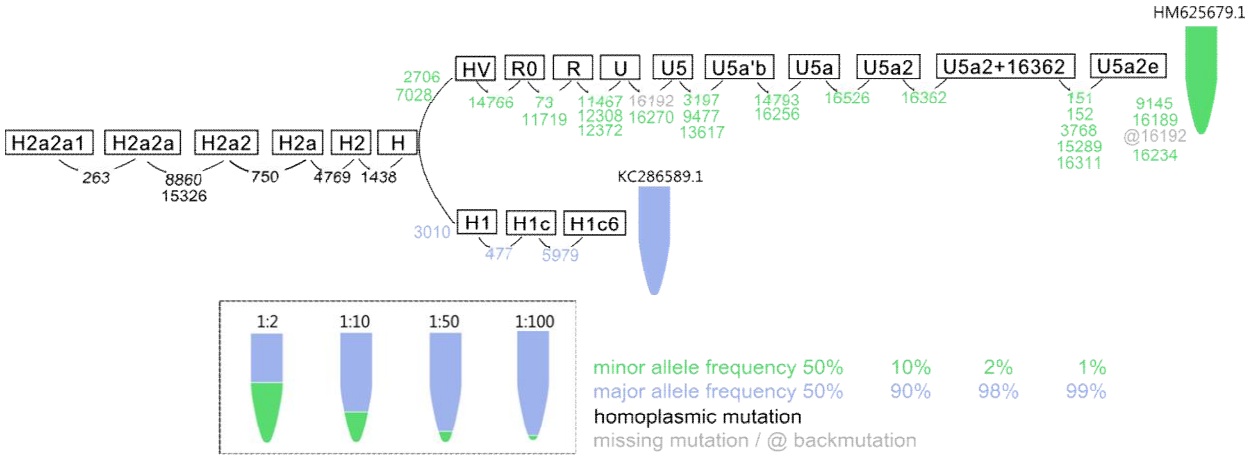 HM625679.1
HV R0 R U U5 U5a'b U5a U5a2 U5a2+16362 U5a2e
2706
7028
14766 73 11467 16192 3197 14793 16526 16362 151 9145
11719 12308 16270 9477 16256 152 16189
12372 13617 3768 @16192
15289 16234
16311
H2a2a1 H2a2a H2a2 H2a H2 H
263 8860 750 4769 1438
15326
KC286589.1
3010
H1 H1c H1c6
477 5979
1:2 1:10 1:50 1:100
minor allele frequency 50% 10% 2% 1%
major allele frequency 50% 90% 98% 99%
homoplasmic mutation
missing mutation / @ backmutation